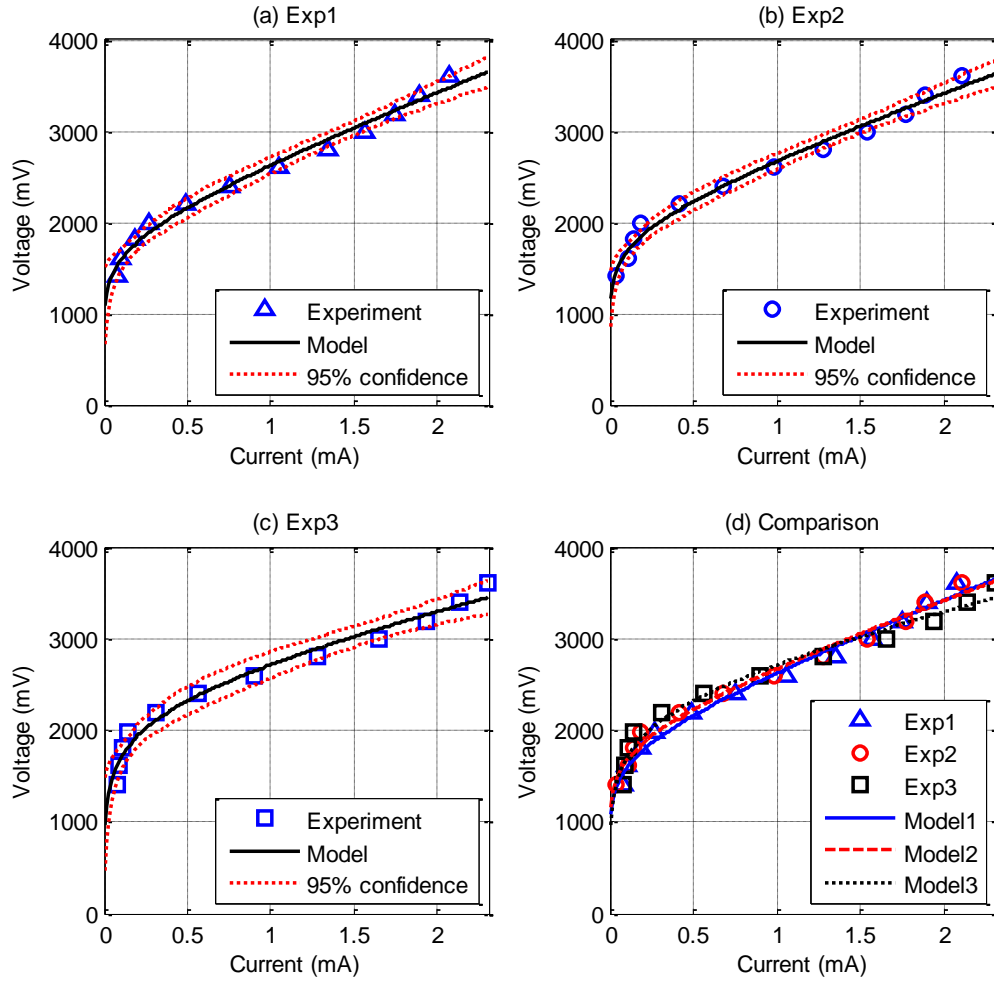 (a) Exp1
4000
3000
2000
1000
0
Voltage (mV)
0 0.5 1 1.5 2
Current (mA)
Experiment
Model
95% confidence
(b) Exp2
4000
3000
2000
1000
0
Voltage (mV)
0 0.5 1 1.5 2
Current (mA)
Experiment
Model
95% confidence
(c) Exp3
4000
3000
2000
1000
0
Voltage (mV)
0 0.5 1 1.5 2
Current (mA)
Experiment
Model
95% confidence
(d) Comparison
4000
3000
2000
1000
0
Voltage (mV)
0 0.5 1 1.5 2
Current (mA)
Exp1
Exp2
Exp3
Model1
Model2
Model3